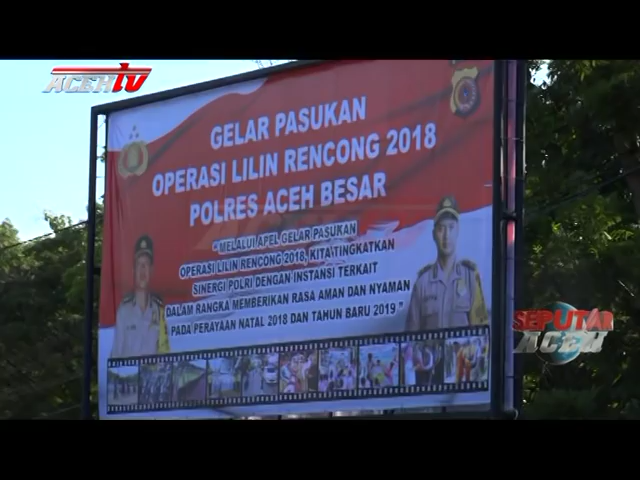 ACEH TV
GELAR PASUKAN
OPERASI LILIN RENCONG 2018
POLRES ACEH BESAR
" MELALUI APEL GELAR PASUKAN
OPERASI LILIN RENCONG 2018, KITA TINGKATKAN
SINERGI POLRI DENGAN INSTANSI TERKAIT
DALAM RANGKA MEMBERIKAN RASA AMAN DAN NYAMAN
PADA PERAYAAN NATAL 2018 DAN TAHUN BARU 2019 "
SEPUTAR
ACEH